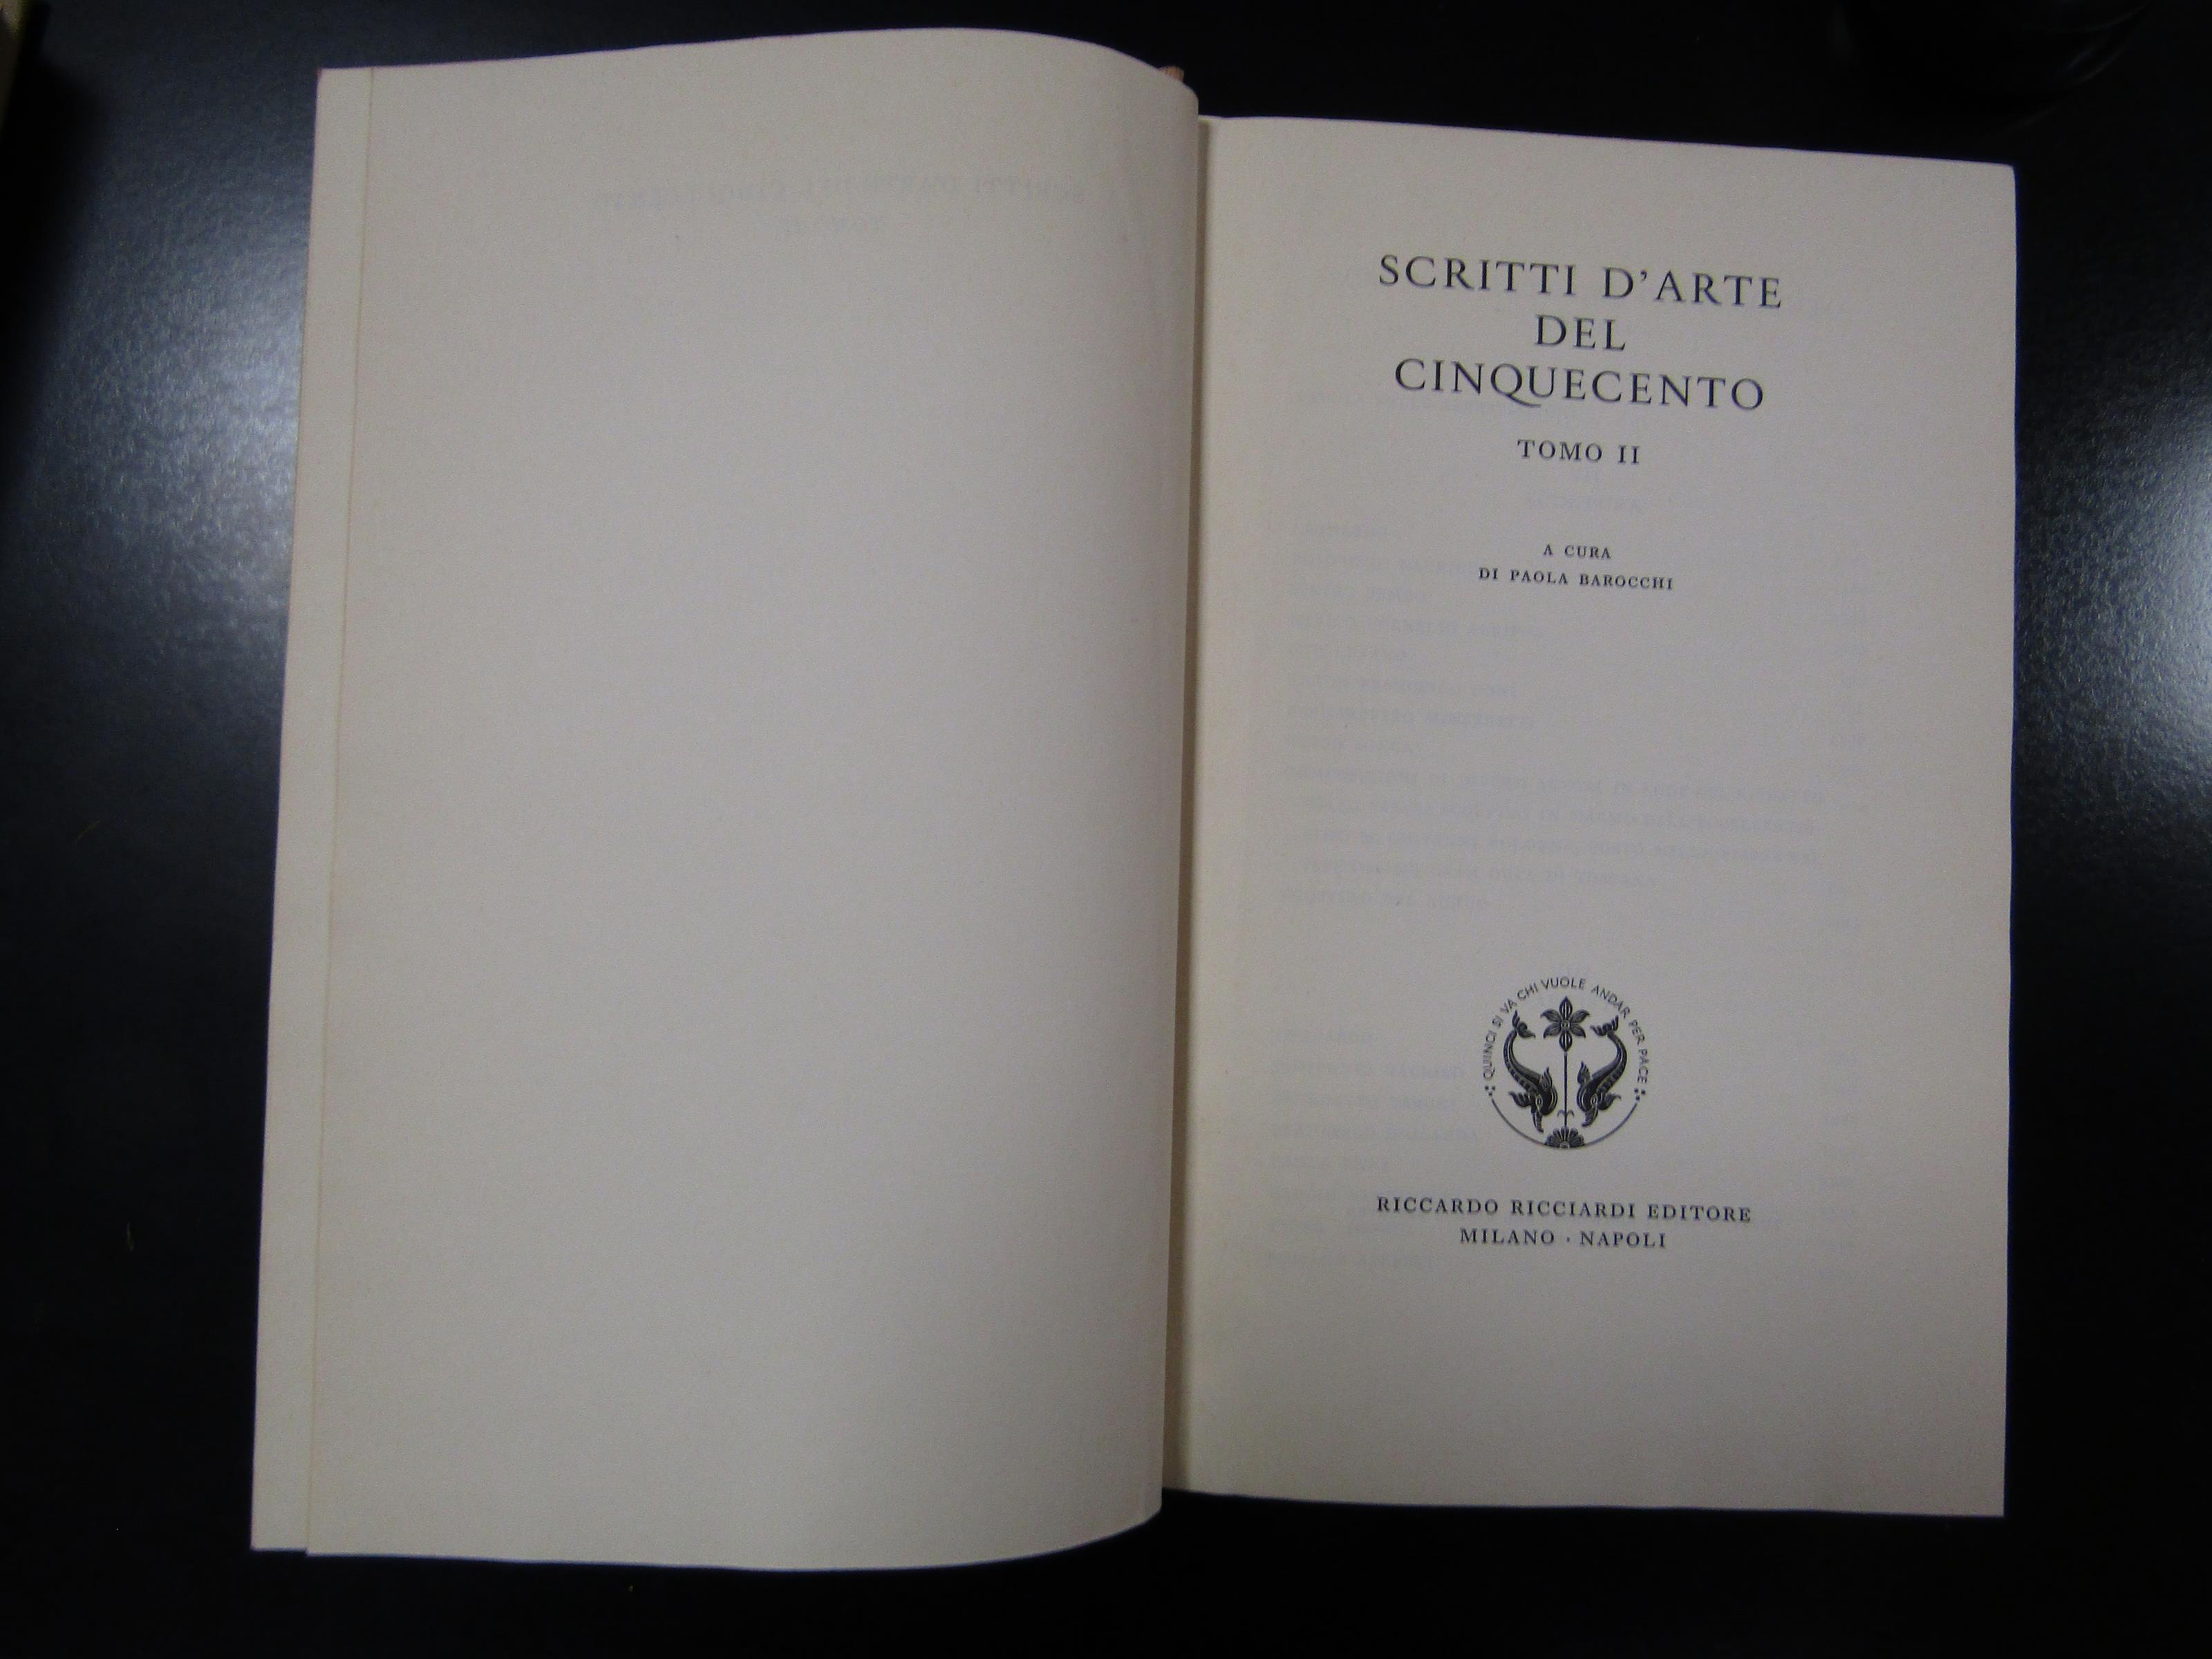 SCRITTI D'ARTE
DEL
CINQUECENTO
TOMO II
A CURA
DI PAOLA BAROCCHI
QUINCI SI VA CHI VUOLE ANDAR PER PACE
RICCARDO RICCIARDI EDITORE
MILANO · NAPOLI